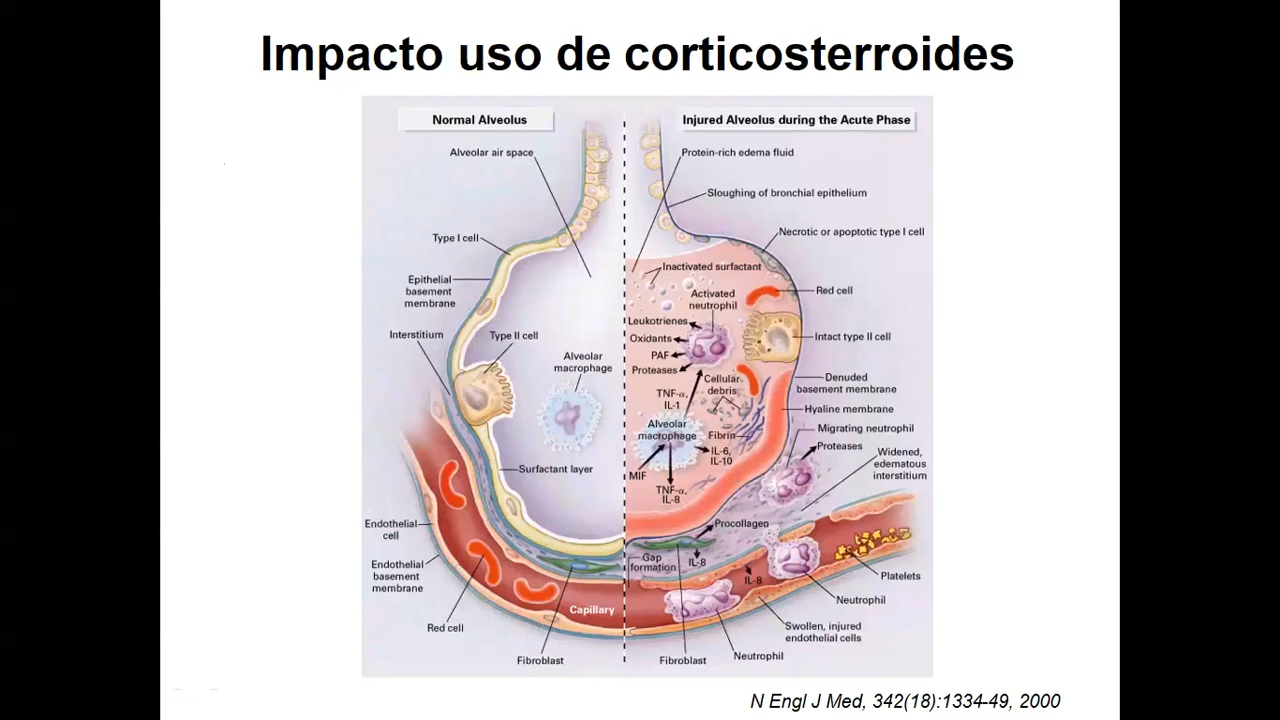 Impacto uso de corticosterroides
Normal Alveolus
Injured Alveolus during the Acute Phase
Alveolar air space
Type I cell
Epithelial
basement
membrane
Interstitium
Type II cell
Alveolar
macrophage
Surfactant layer
Endothelial
cell
Endothelial
basement
membrane
Capillary
Red cell
Fibroblast
Protein-rich edema fluid
Sloughing of bronchial epithelium
Necrotic or apoptotic type I cell
Inactivated surfactant
Activated
neutrophil
Red cell
Leukotrienes
Oxidants
PAF
Proteases
Intact type II cell
Cellular
debris
TNF-α,
IL-1
Denuded
basement membrane
Hyaline membrane
Alveolar
macrophage
Fibrin
Migrating neutrophil
Proteases
IL-6,
IL-10
Widened,
edematous
interstitium
MIF
TNF-α,
IL-8
Procollagen
Gap
formation
IL-8
IL-8
Platelets
Neutrophil
Swollen, injured
endothelial cells
Neutrophil
Fibroblast
N Engl J Med, 342(18):1334-49, 2000